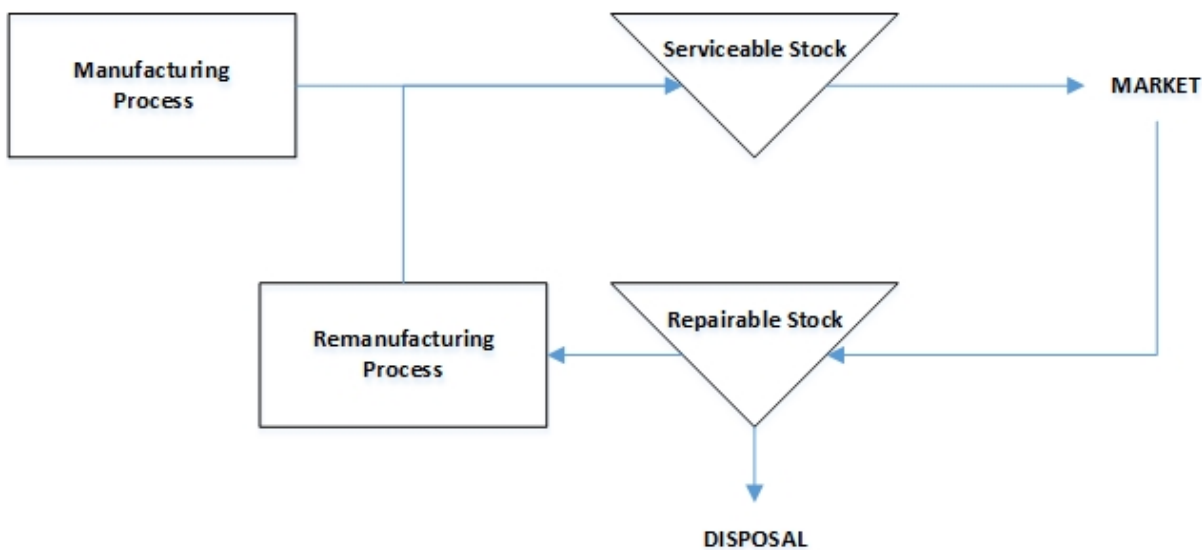 Manufacturing
Process
Serviceable Stock
MARKET
Remanufacturing
Process
Repairable Stock
DISPOSAL